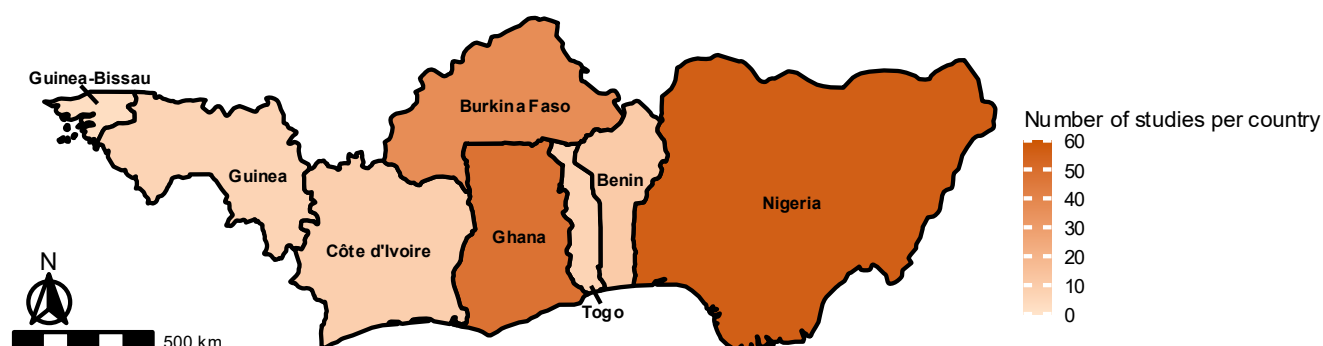 Guinea-Bissau
Burkina Faso
Guinea
Benin
Nigeria
Côte d'Ivoire
Ghana
Togo
N
500 km
Number of studies per country
60
50
40
30
20
10
0